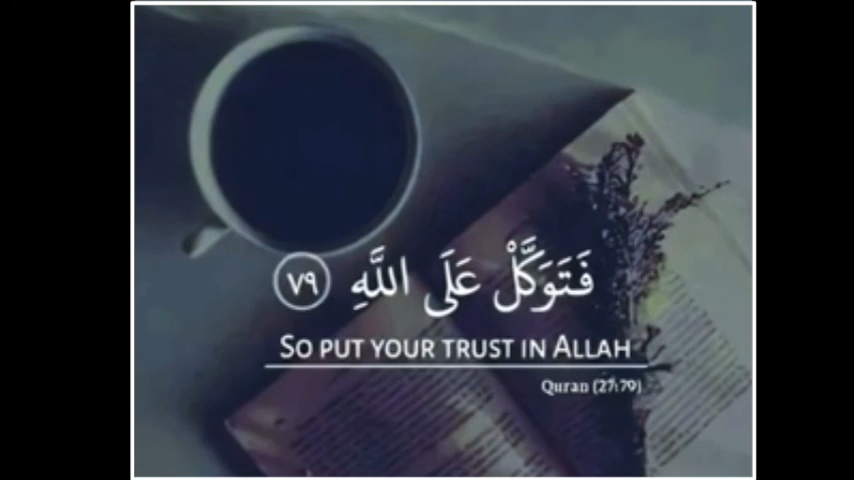 فَتَوَكَّلْ عَلَى اللَّهِ ٧٩
So put your trust in Allah
Quran (27:79)